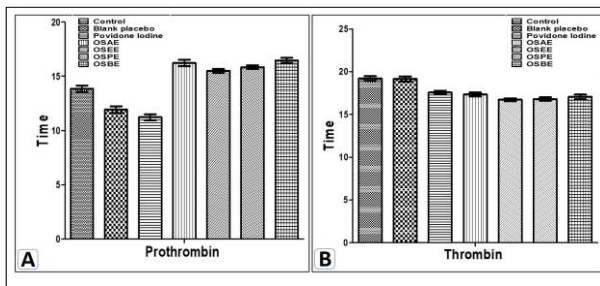 20
15
10
5
0
Time
Control
Blank placebo
Povidone Iodine
OSAE
OSEE
OSPE
OSBE
A
Prothrombin
25
20
15
10
5
0
Time
Control
Blank placebo
Povidone Iodine
OSAE
OSEE
OSPE
OSBE
B
Thrombin